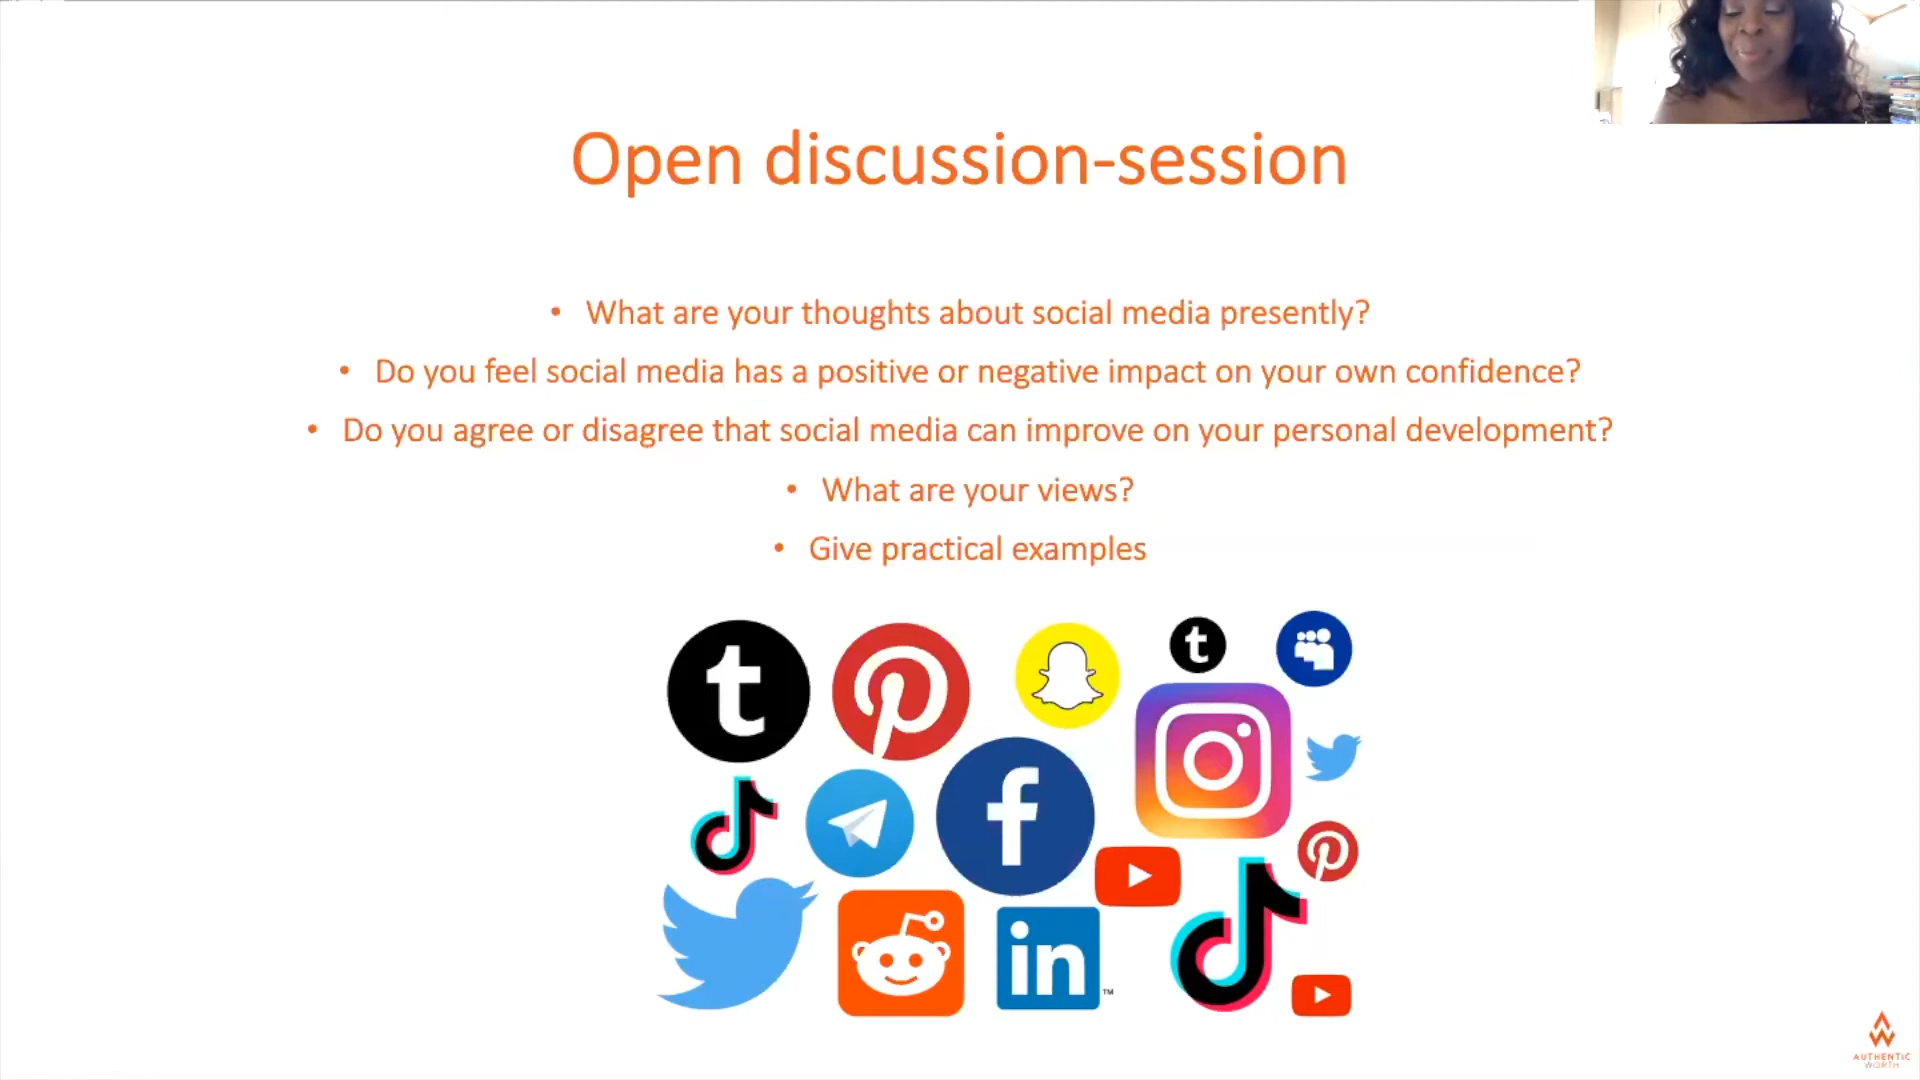 Open discussion-session
• What are your thoughts about social media presently?
• Do you feel social media has a positive or negative impact on your own confidence?
• Do you agree or disagree that social media can improve on your personal development?
• What are your views?
• Give practical examples
t
t
f
in
™
AUTHENTIC
WORTH